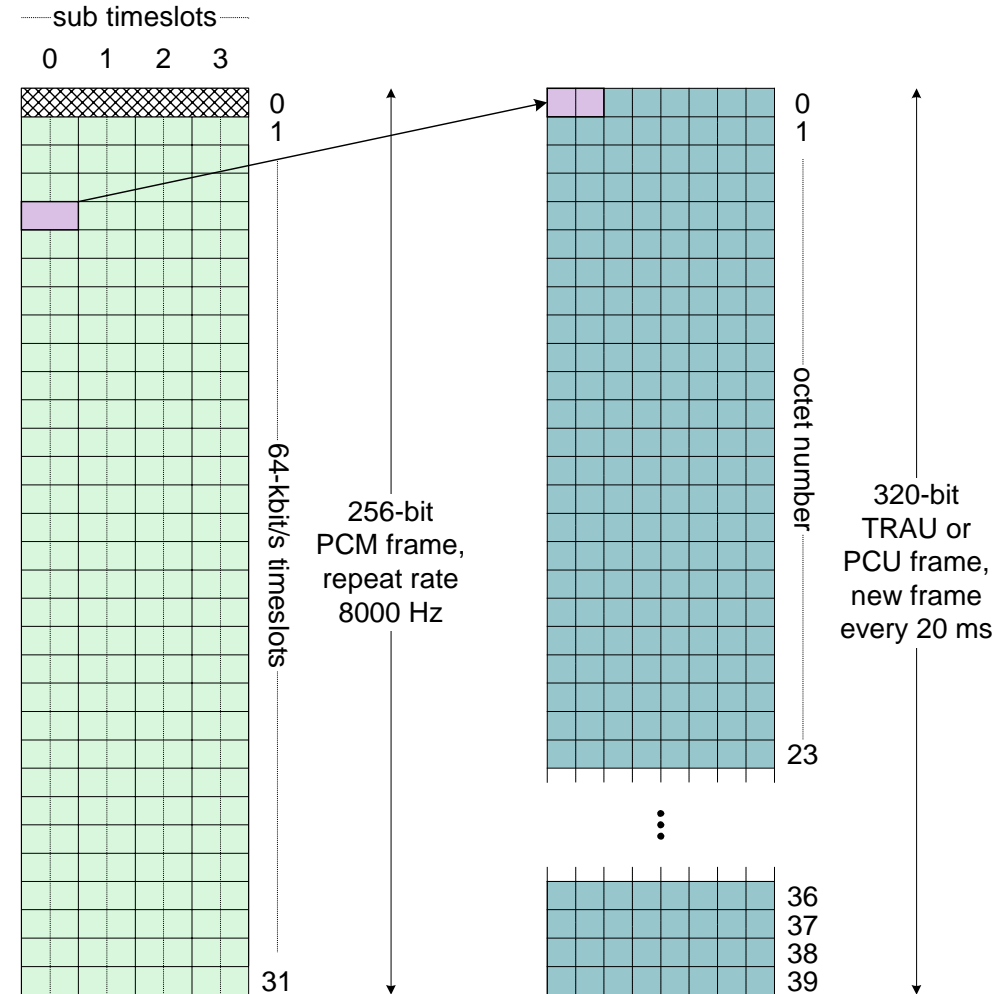 sub timeslots
0 1 2 3
0
1
64-kbit/s timeslots
31
256-bit
PCM frame,
repeat rate
8000 Hz
0
1
octet number
23
36
37
38
39
320-bit
TRAU or
PCU frame,
new frame
every 20 ms